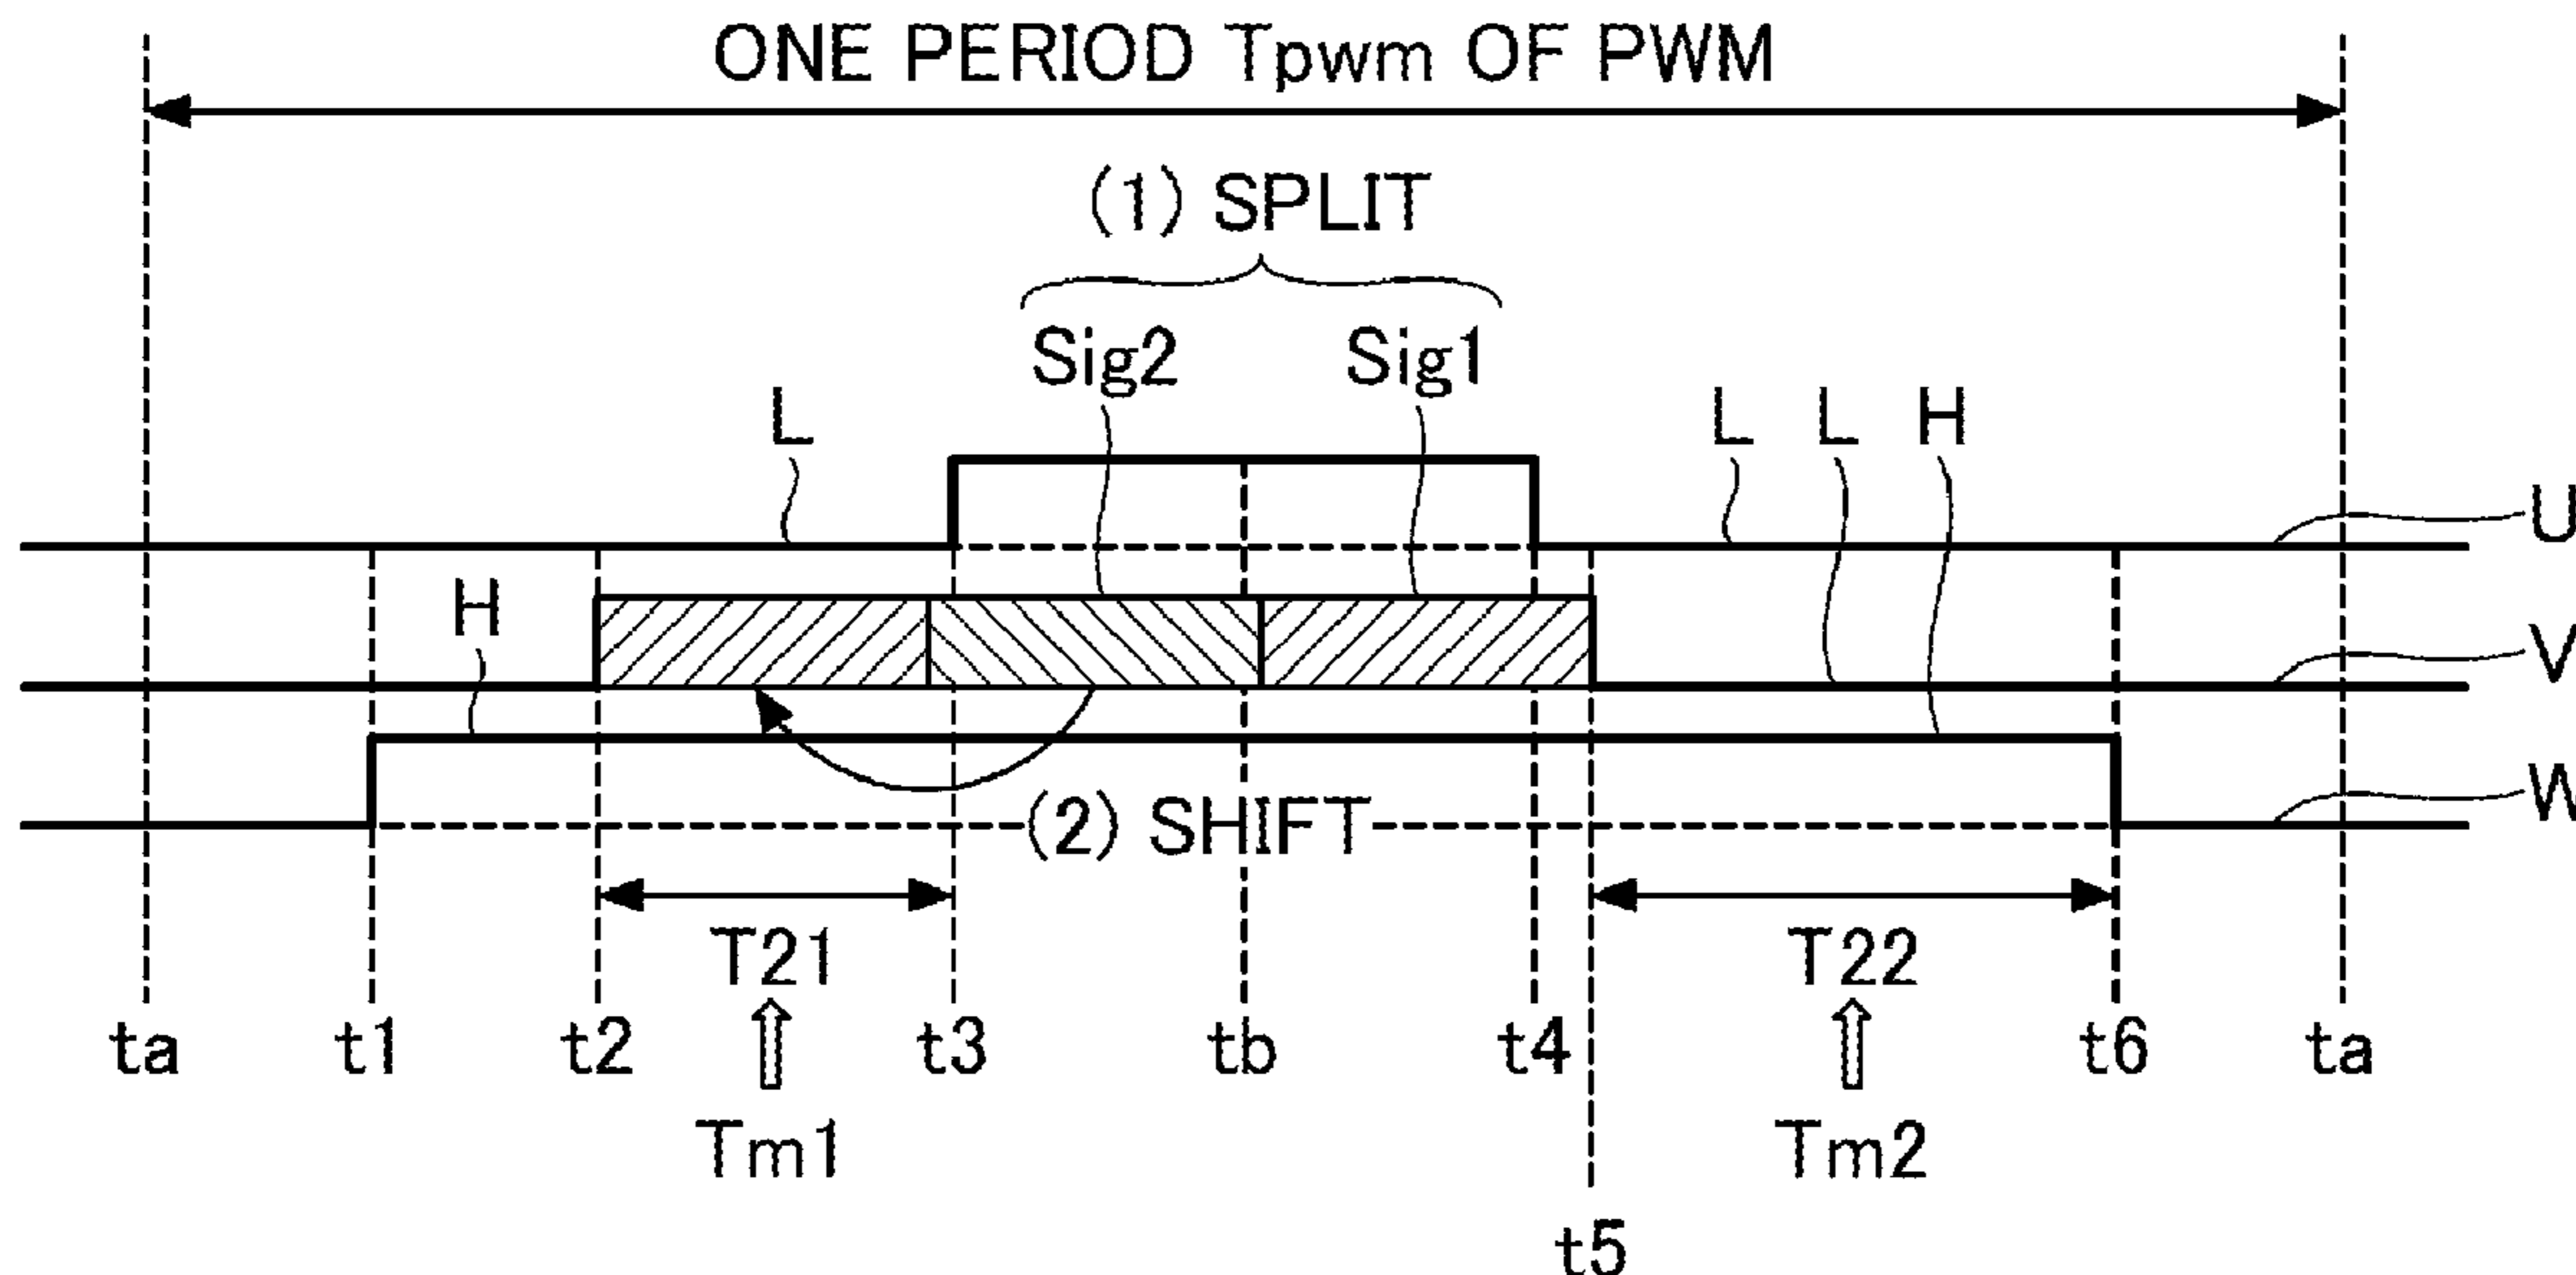 ONE PERIOD Tpwm OF PWM
(1) SPLIT
Sig2 Sig1
L L L H
U
H
V
W
(2) SHIFT
T21 T22
ta t1 t2 t3 tb t4 t6 ta
Tm1 Tm2
t5